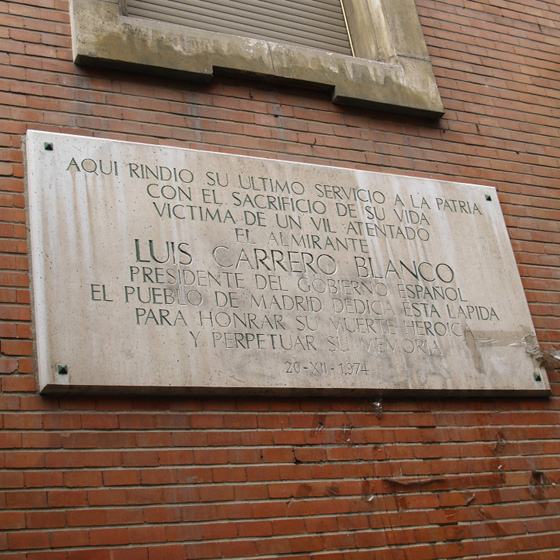 AQUI RINDIO SU ULTIMO SERVICIO A LA PATRIA
CON EL SACRIFICIO DE SU VIDA
VICTIMA DE UN VIL ATENTADO
EL ALMIRANTE
LUIS CARRERO BLANCO
PRESIDENTE DEL GOBIERNO ESPAÑOL
EL PUEBLO DE MADRID DEDICA ESTA LAPIDA
PARA HONRAR SU MUERTE HEROIC
Y PERPETUAR SU MEMORIA
20-XII-1974